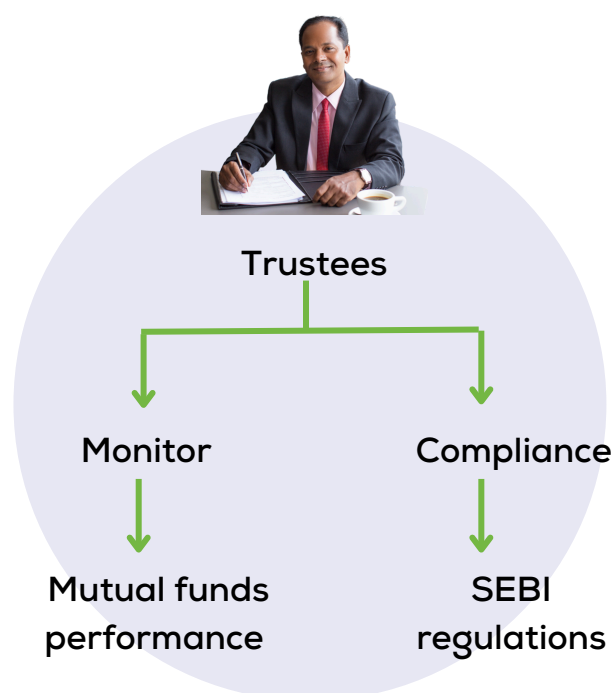 Trustees
Monitor
Compliance
Mutual funds
performance
SEBI
regulations